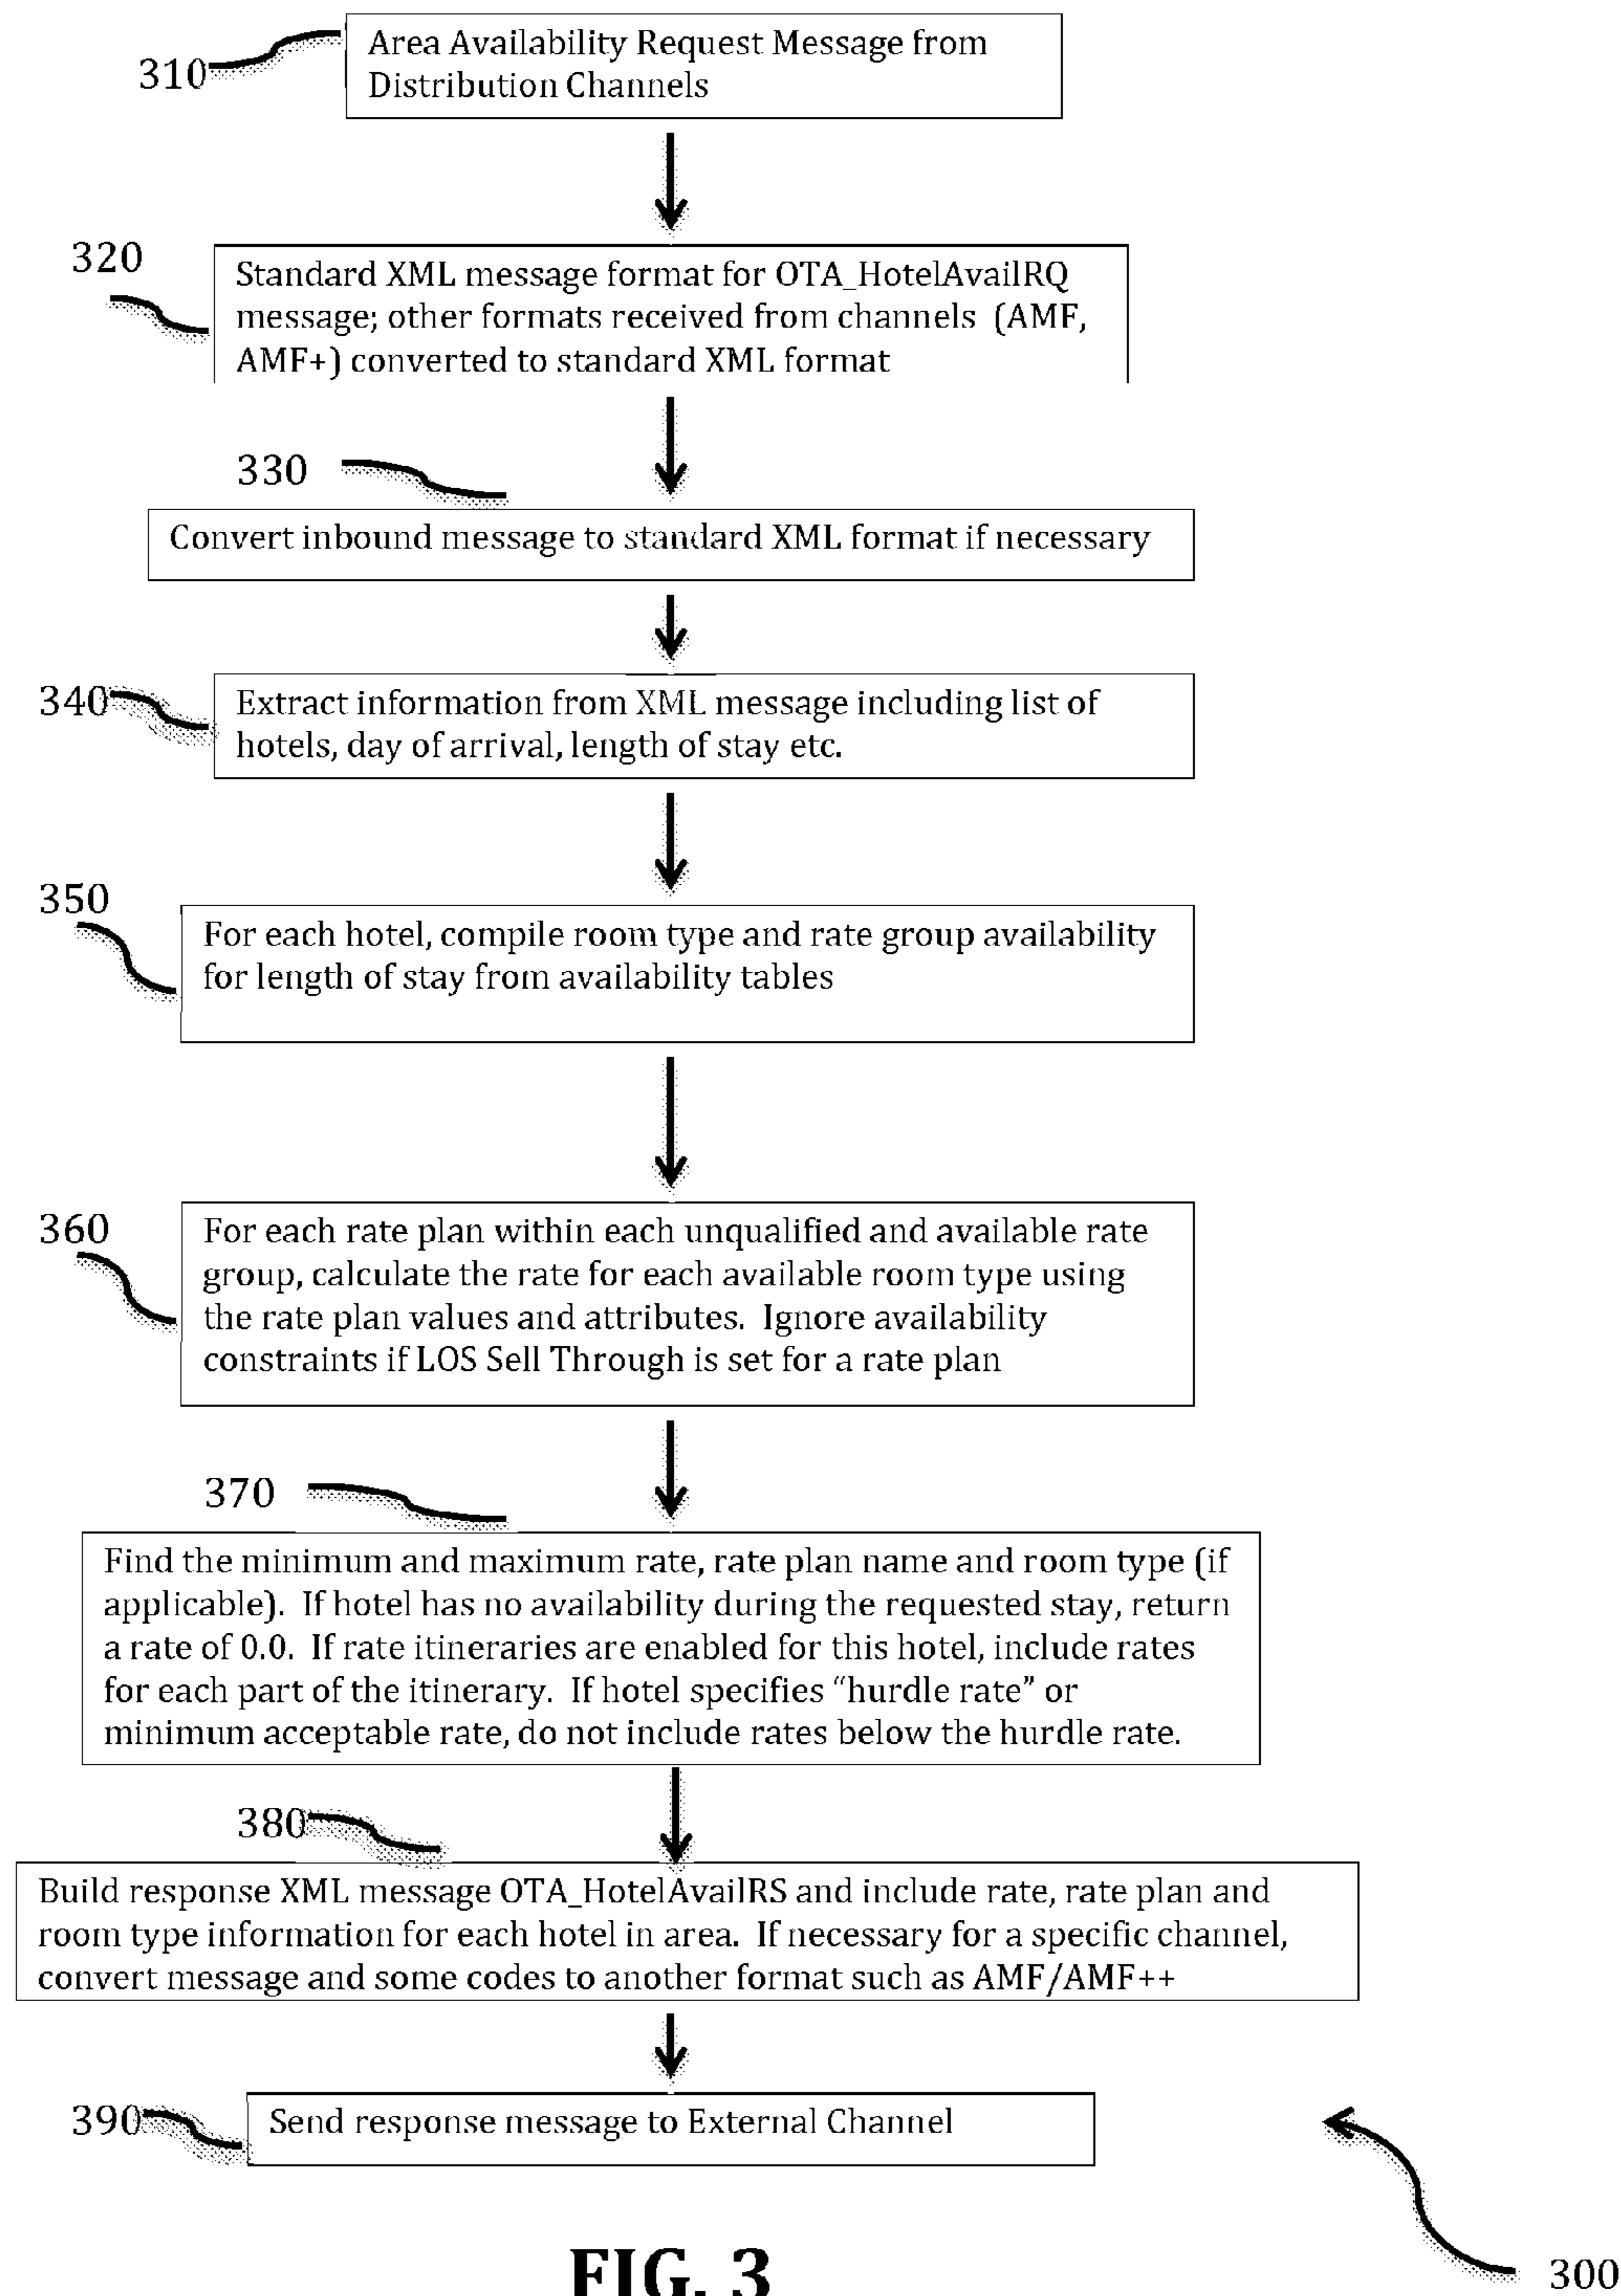 310
Area Availability Request Message from
Distribution Channels
320
Standard XML message format for OTA_HotelAvailRQ
message; other formats received from channels (AMF,
AMF+) converted to standard XML format
330
Convert inbound message to standard XML format if necessary
340
Extract information from XML message including list of
hotels, day of arrival, length of stay etc.
350
For each hotel, compile room type and rate group availability
for length of stay from availability tables
360
For each rate plan within each unqualified and available rate
group, calculate the rate for each available room type using
the rate plan values and attributes. Ignore availability
constraints if LOS Sell Through is set for a rate plan
370
Find the minimum and maximum rate, rate plan name and room type (if
applicable). If hotel has no availability during the requested stay, return
a rate of 0.0. If rate itineraries are enabled for this hotel, include rates
for each part of the itinerary. If hotel specifies “hurdle rate” or
minimum acceptable rate, do not include rates below the hurdle rate.
380
Build response XML message OTA_HotelAvailRS and include rate, rate plan and
room type information for each hotel in area. If necessary for a specific channel,
convert message and some codes to another format such as AMF/AMF++
390
Send response message to External Channel
300
FIG. 3